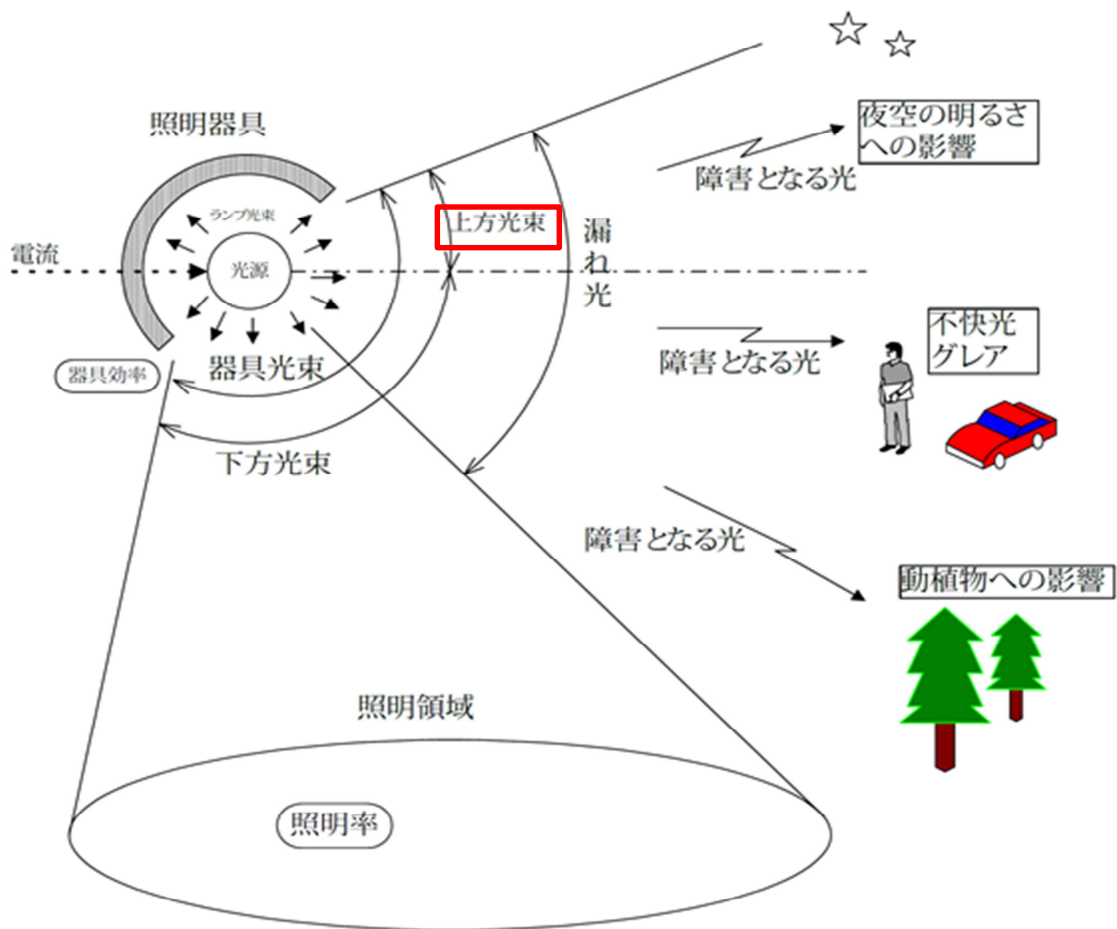 照明器具
夜空の明るさ
への影響
障害となる光
ランプ光束
上方光束
漏れ光
電流
光源
不快光
グレア
障害となる光
器具光束
器具効率
下方光束
障害となる光
動植物への影響
照明領域
照明率